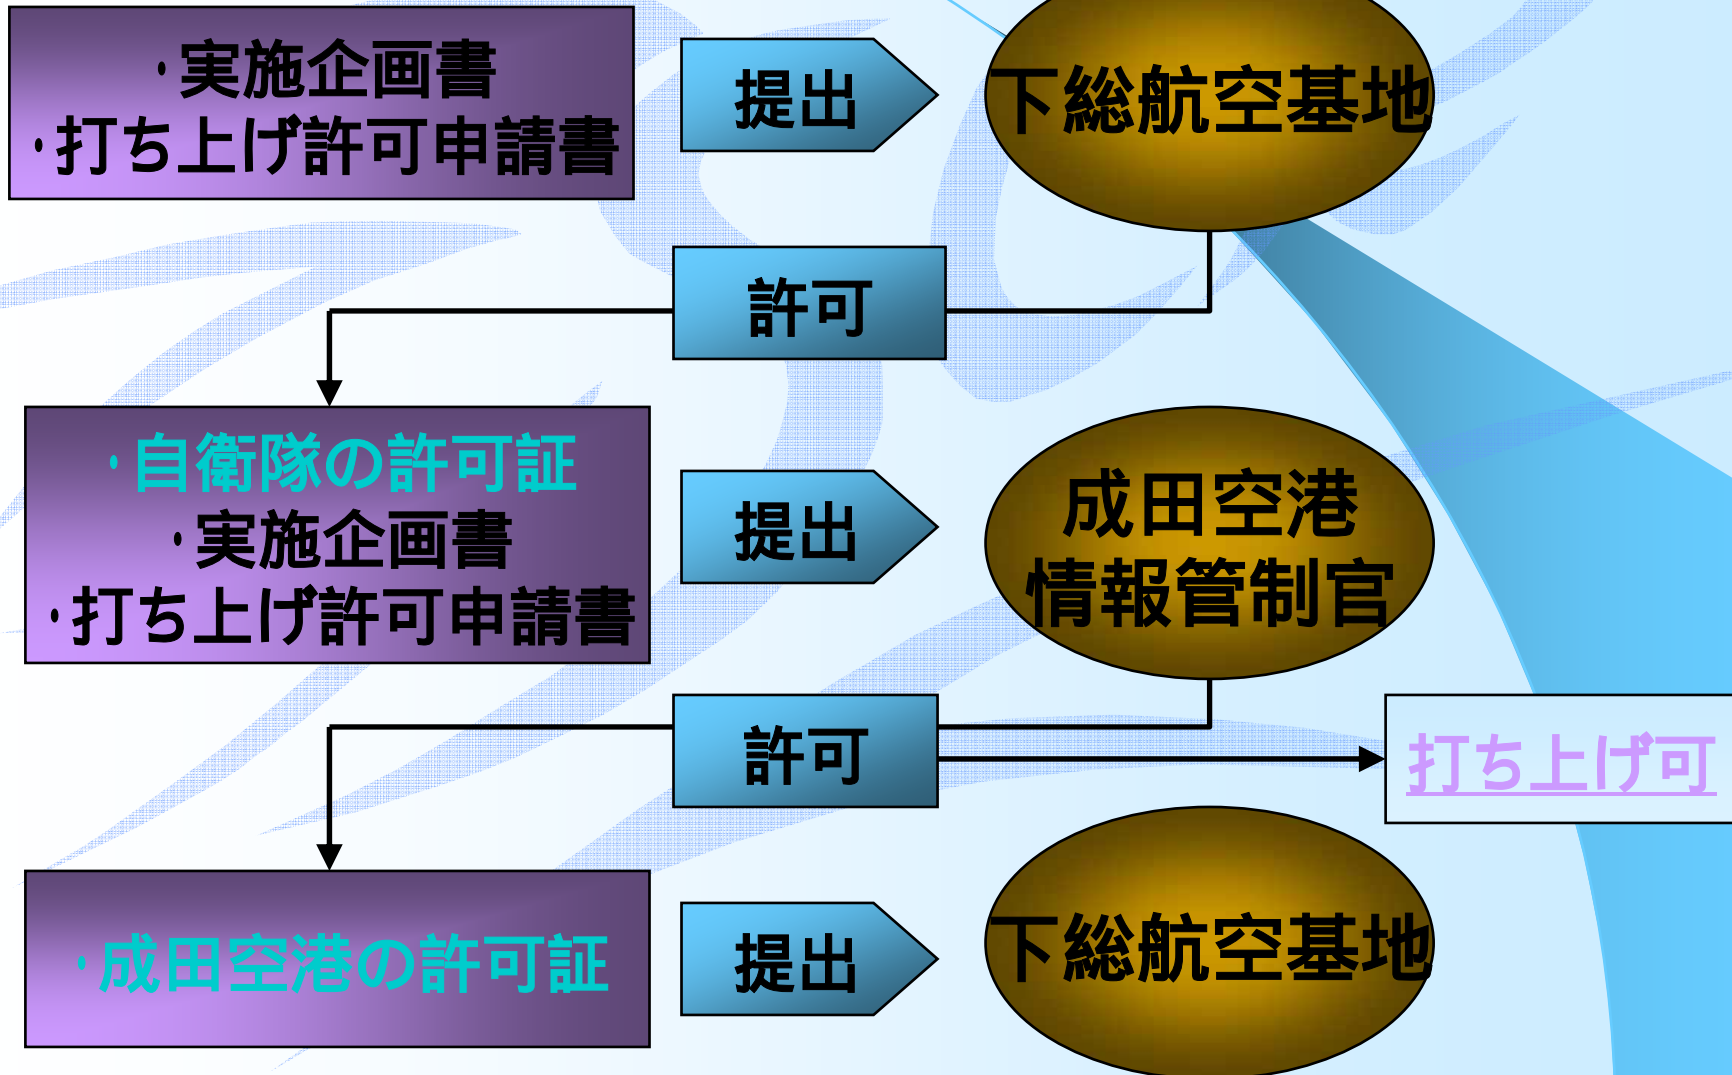 ・実施企画書
・打ち上げ許可申請書
提出
下総航空基地
許可
・自衛隊の許可証
・実施企画書
・打ち上げ許可申請書
提出
成田空港
情報管制官
許可
打ち上げ可
・成田空港の許可証
提出
下総航空基地